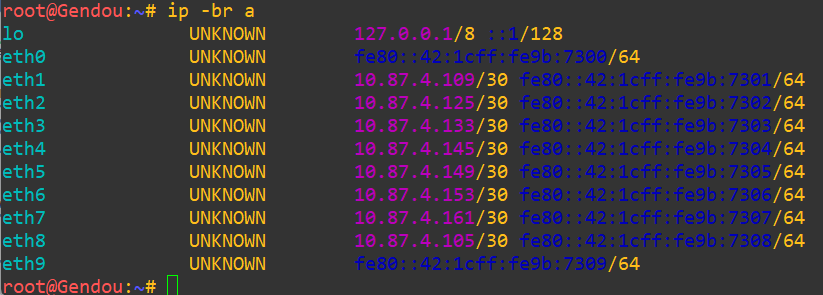 root@Gendou:~# ip -br a
lo UNKNOWN 127.0.0.1/8 ::1/128
eth0 UNKNOWN fe80::42:1cff:fe9b:7300/64
eth1 UNKNOWN 10.87.4.109/30 fe80::42:1cff:fe9b:7301/64
eth2 UNKNOWN 10.87.4.125/30 fe80::42:1cff:fe9b:7302/64
eth3 UNKNOWN 10.87.4.133/30 fe80::42:1cff:fe9b:7303/64
eth4 UNKNOWN 10.87.4.145/30 fe80::42:1cff:fe9b:7304/64
eth5 UNKNOWN 10.87.4.149/30 fe80::42:1cff:fe9b:7305/64
eth6 UNKNOWN 10.87.4.153/30 fe80::42:1cff:fe9b:7306/64
eth7 UNKNOWN 10.87.4.161/30 fe80::42:1cff:fe9b:7307/64
eth8 UNKNOWN 10.87.4.105/30 fe80::42:1cff:fe9b:7308/64
eth9 UNKNOWN fe80::42:1cff:fe9b:7309/64
root@Gendou:~#